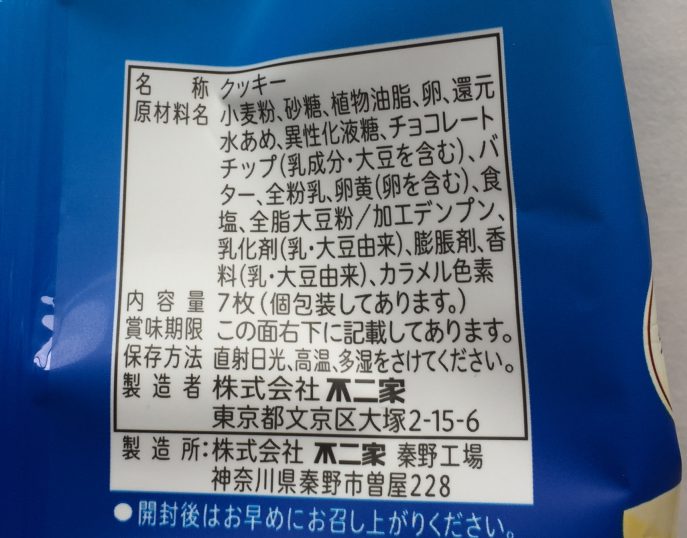 名称 クッキー
原材料名 小麦粉、砂糖、植物油脂、卵、還元
水あめ、異性化液糖、チョコレート
チップ(乳成分・大豆を含む)、バ
ター、全粉乳、卵黄(卵を含む)、食
塩、全脂大豆粉/加工デンプン、
乳化剤(乳・大豆由来)、膨脹剤、香
料(乳・大豆由来)、カラメル色素
内容量 7枚(個包装してあります。)
賞味期限 この面右下に記載してあります。
保存方法 直射日光、高温、多湿をさけてください。
製造者 株式会社 不二家
東京都文京区大塚2-15-6
製造所:株式会社 不二家 秦野工場
神奈川県秦野市曽屋228
●開封後はお早めにお召し上がりください。